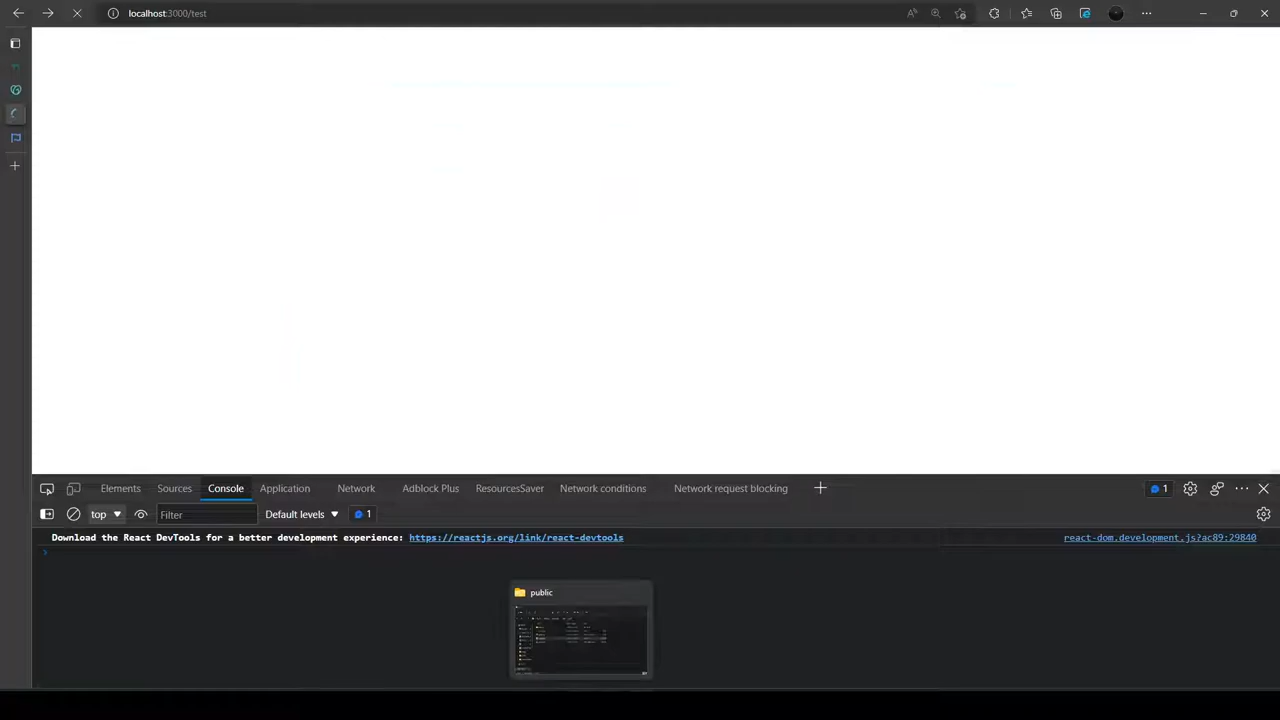 localhost:3000/test
Elements Sources Console Application Network Adblock Plus ResourcesSaver Network conditions Network request blocking 1
top Filter Default levels 1
Download the React DevTools for a better development experience: https://reactjs.org/link/react-devtools react-dom.development.js?ac89:29840
public